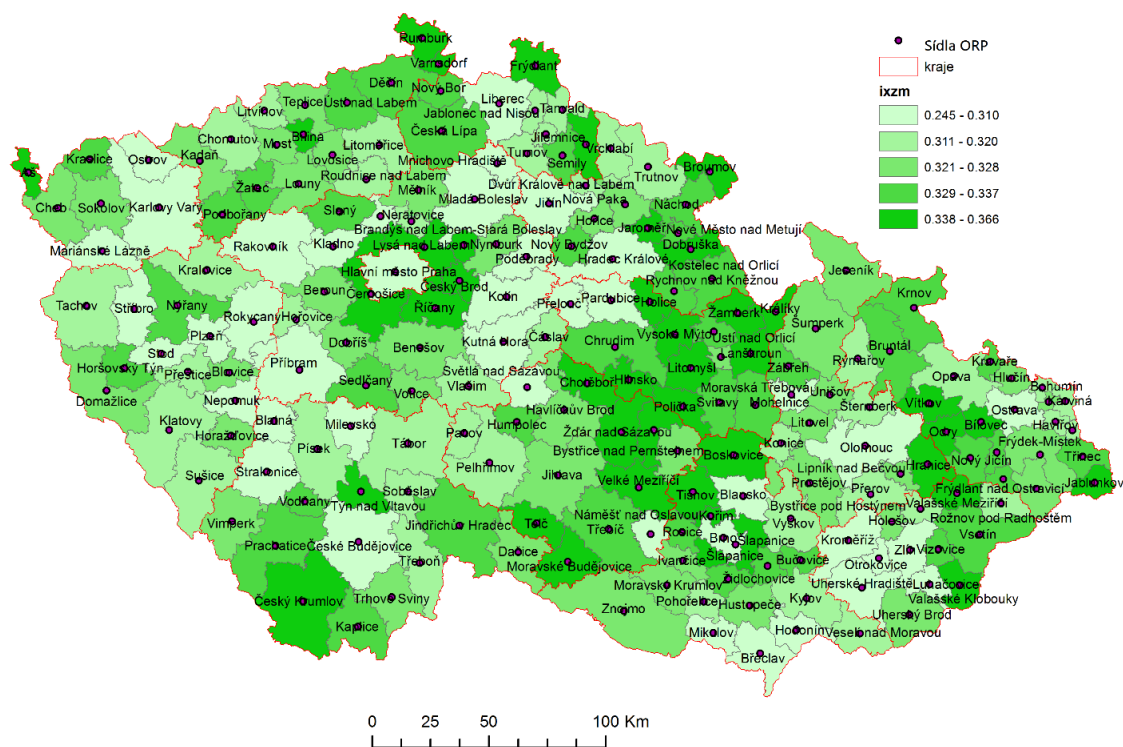 Rumburk
Varnsdorf
Frýdlant
Sídla ORP
kraje
ixzm
0.245 - 0.310
0.311 - 0.320
0.321 - 0.328
0.329 - 0.337
0.338 - 0.366
Děčín
Nový Bor
Liberec
Teplice
Ústí nad Labem
Jablonec nad Nisou
Tanvald
Litvínov
Bílina
Česká Lípa
Chomutov
Most
Litoměřice
Jilemnice
Vrchlabí
Turnov
Semily
Kraslice
Ostrov
Kadaň
Lovosice
Mnichovo Hradiště
Trutnov
Broumov
Aš
Roudnice nad Labem
Dvůr Králové nad Labem
Cheb
Sokolov
Karlovy Vary
Žatec
Louny
Mělník
Mladá Boleslav
Jičín
Nová Paka
Náchod
Podbořany
Slaný
Neratovice
Hořice
Jaroměř
Nové Město nad Metují
Mariánské Lázně
Rakovník
Kladno
Brandýs nad Labem-Stará Boleslav
Lysá nad Labem
Nymburk
Nový Bydžov
Dobruška
Poděbrady
Hradec Králové
Kralovice
Hlavní město Praha
Kostelec nad Orlicí
Rychnov nad Kněžnou
Jeseník
Tachov
Stříbro
Nýřany
Beroun
Černošice
Český Brod
Kolín
Přelouč
Pardubice
Holice
Krnov
Rokycany
Hořovice
Říčany
Žamberk
Králíky
Šumperk
Plzeň
Dobříš
Benešov
Kutná Hora
Čáslav
Chrudim
Vysoké Mýto
Ústí nad Orlicí
Bruntál
Stod
Lanškroun
Rýmařov
Horšovský Týn
Přeštice
Blovice
Příbram
Světlá nad Sázavou
Litomyšl
Zábřeh
Opava
Kravaře
Hlučín
Bohumín
Domažlice
Nepomuk
Sedlčany
Votice
Vlašim
Chotěboř
Hlinsko
Moravská Třebová
Mohelnice
Uničov
Karviná
Klatovy
Blatná
Milevsko
Havlíčkův Brod
Polička
Svitavy
Šternberk
Vítkov
Ostrava
Havířov
Horažďovice
Humpolec
Litovel
Bílovec
Písek
Tábor
Pacov
Žďár nad Sázavou
Konice
Olomouc
Odry
Frýdek-Místek
Třinec
Sušice
Strakonice
Pelhřimov
Bystřice nad Pernštejnem
Boskovice
Lipník nad Bečvou
Hranice
Nový Jičín
Jihlava
Jablunkov
Vodňany
Soběslav
Velké Meziříčí
Prostějov
Přerov
Frýdlant nad Ostravicí
Týn nad Vltavou
Tišnov
Blansko
Valašské Meziříčí
Vimperk
Jindřichův Hradec
Telč
Náměšť nad Oslavou
Kuřim
Bystřice pod Hostýnem
Rožnov pod Radhoštěm
Třebíč
Rosice
Vyškov
Holešov
Vsetín
Prachatice
České Budějovice
Dačice
Brno
Šlapanice
Šlapanice
Kroměříž
Zlín
Vizovice
Třeboň
Moravské Budějovice
Ivančice
Bučovice
Otrokovice
Český Krumlov
Trhové Sviny
Moravský Krumlov
Židlochovice
Uherské Hradiště
Luhačovice
Valašské Klobouky
Kaplice
Znojmo
Pohořelice
Hustopeče
Kyjov
Uherský Brod
Mikulov
Hodonín
Veselí nad Moravou
Břeclav
0
25
50
100 Km